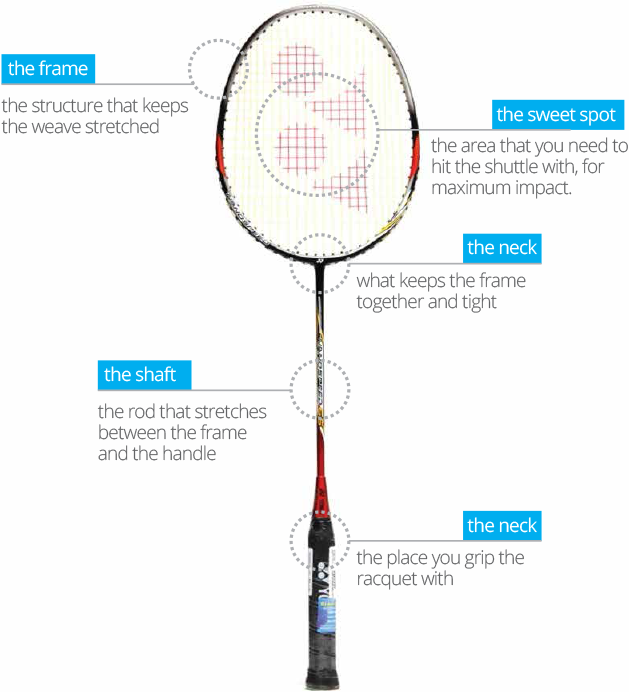 the frame
the structure that keeps
the weave stretched
the sweet spot
the area that you need to
hit the shuttle with, for
maximum impact.
the neck
what keeps the frame
together and tight
the shaft
the rod that stretches
between the frame
and the handle
the neck
the place you grip the
racquet with